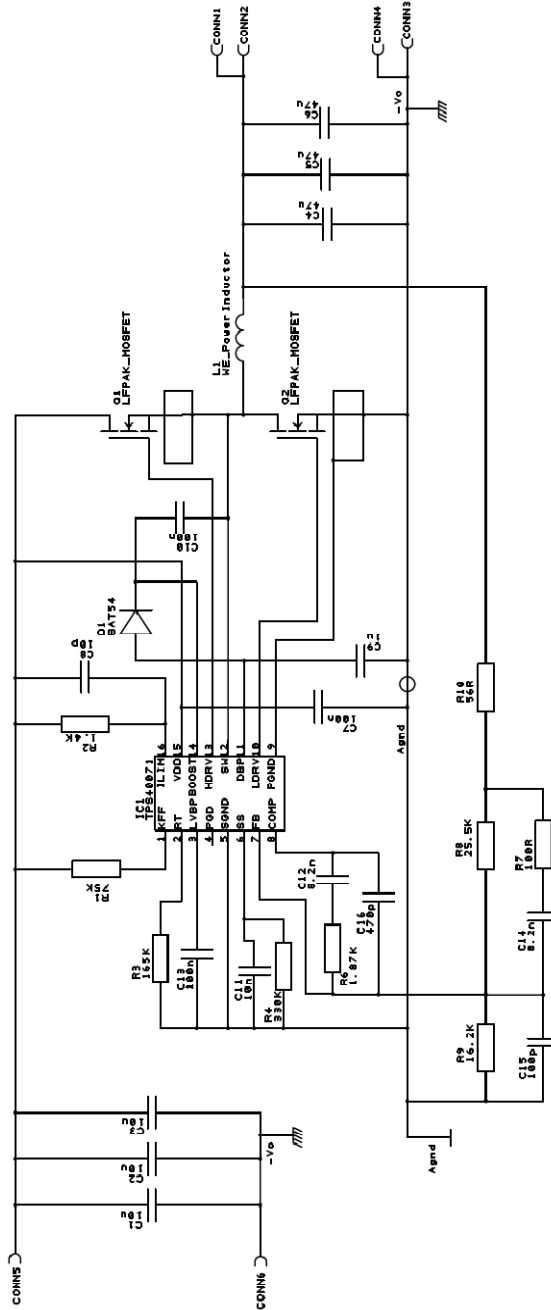 CONN5
CONN6
C1
10u
C2
10u
C3
10u
-Vo
R1
75K
R2
1.4K
C8
10p
D1
BAT54
C10
100n
Q1
LFPAK_MOSFET
L1
WE_PowerInductor
Q2
LFPAK_MOSFET
C4
47u
C5
47u
C6
47u
CONN1
CONN2
CONN4
CONN3
-Vo
IC1
TPS40071
1 KFF
2 RT
3 LVBP
4 PGD
5 SGND
6 SS
7 FB
8 COMP
ILIM 16
VDD 15
BOOST 14
HDRV 13
SW 12
DBP 11
LDRV 10
PGND 9
R3
165K
C13
100n
C11
10n
R4
330K
C12
8.2n
R6
1.87K
C16
470p
C7
100n
C9
1u
Agnd
Agnd
R9
16.2K
C15
100p
R8
25.5K
R10
56R
C14
8.2n
R7
100R